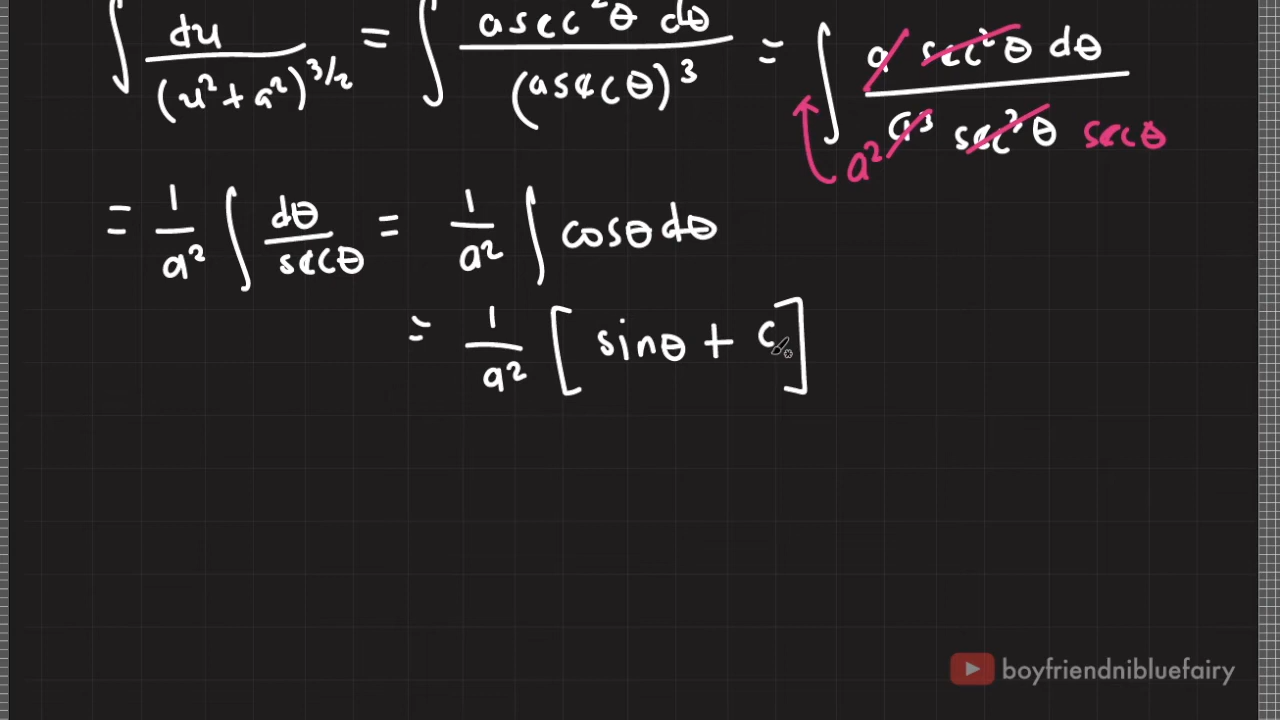 ∫ du / (u² + a²)^3/2 = ∫ a sec²θ dθ / (a secθ)³ = ∫ a sec²θ dθ / a³ sec³θ a² secθ
= 1/a² ∫ dθ / secθ = 1/a² ∫ cosθ dθ
= 1/a² [ sinθ + C ]
boyfriendnibluefairy